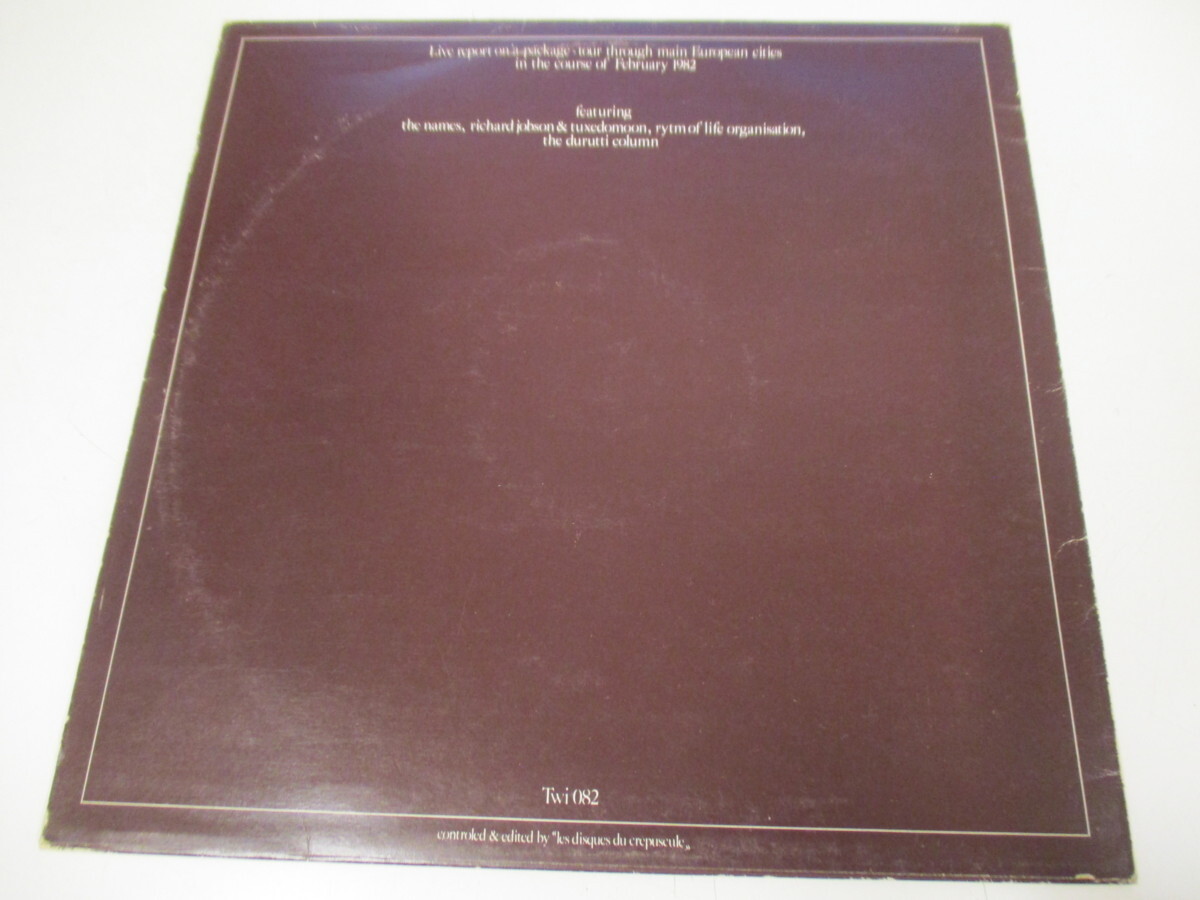 Live report on a package-tour through main European cities
in the course of February 1982
featuring
the names, richard jobson & tuxedomoon, rytm of life organisation,
the durutti column
Twi 082
controled & edited by "les disques du crepuscule„